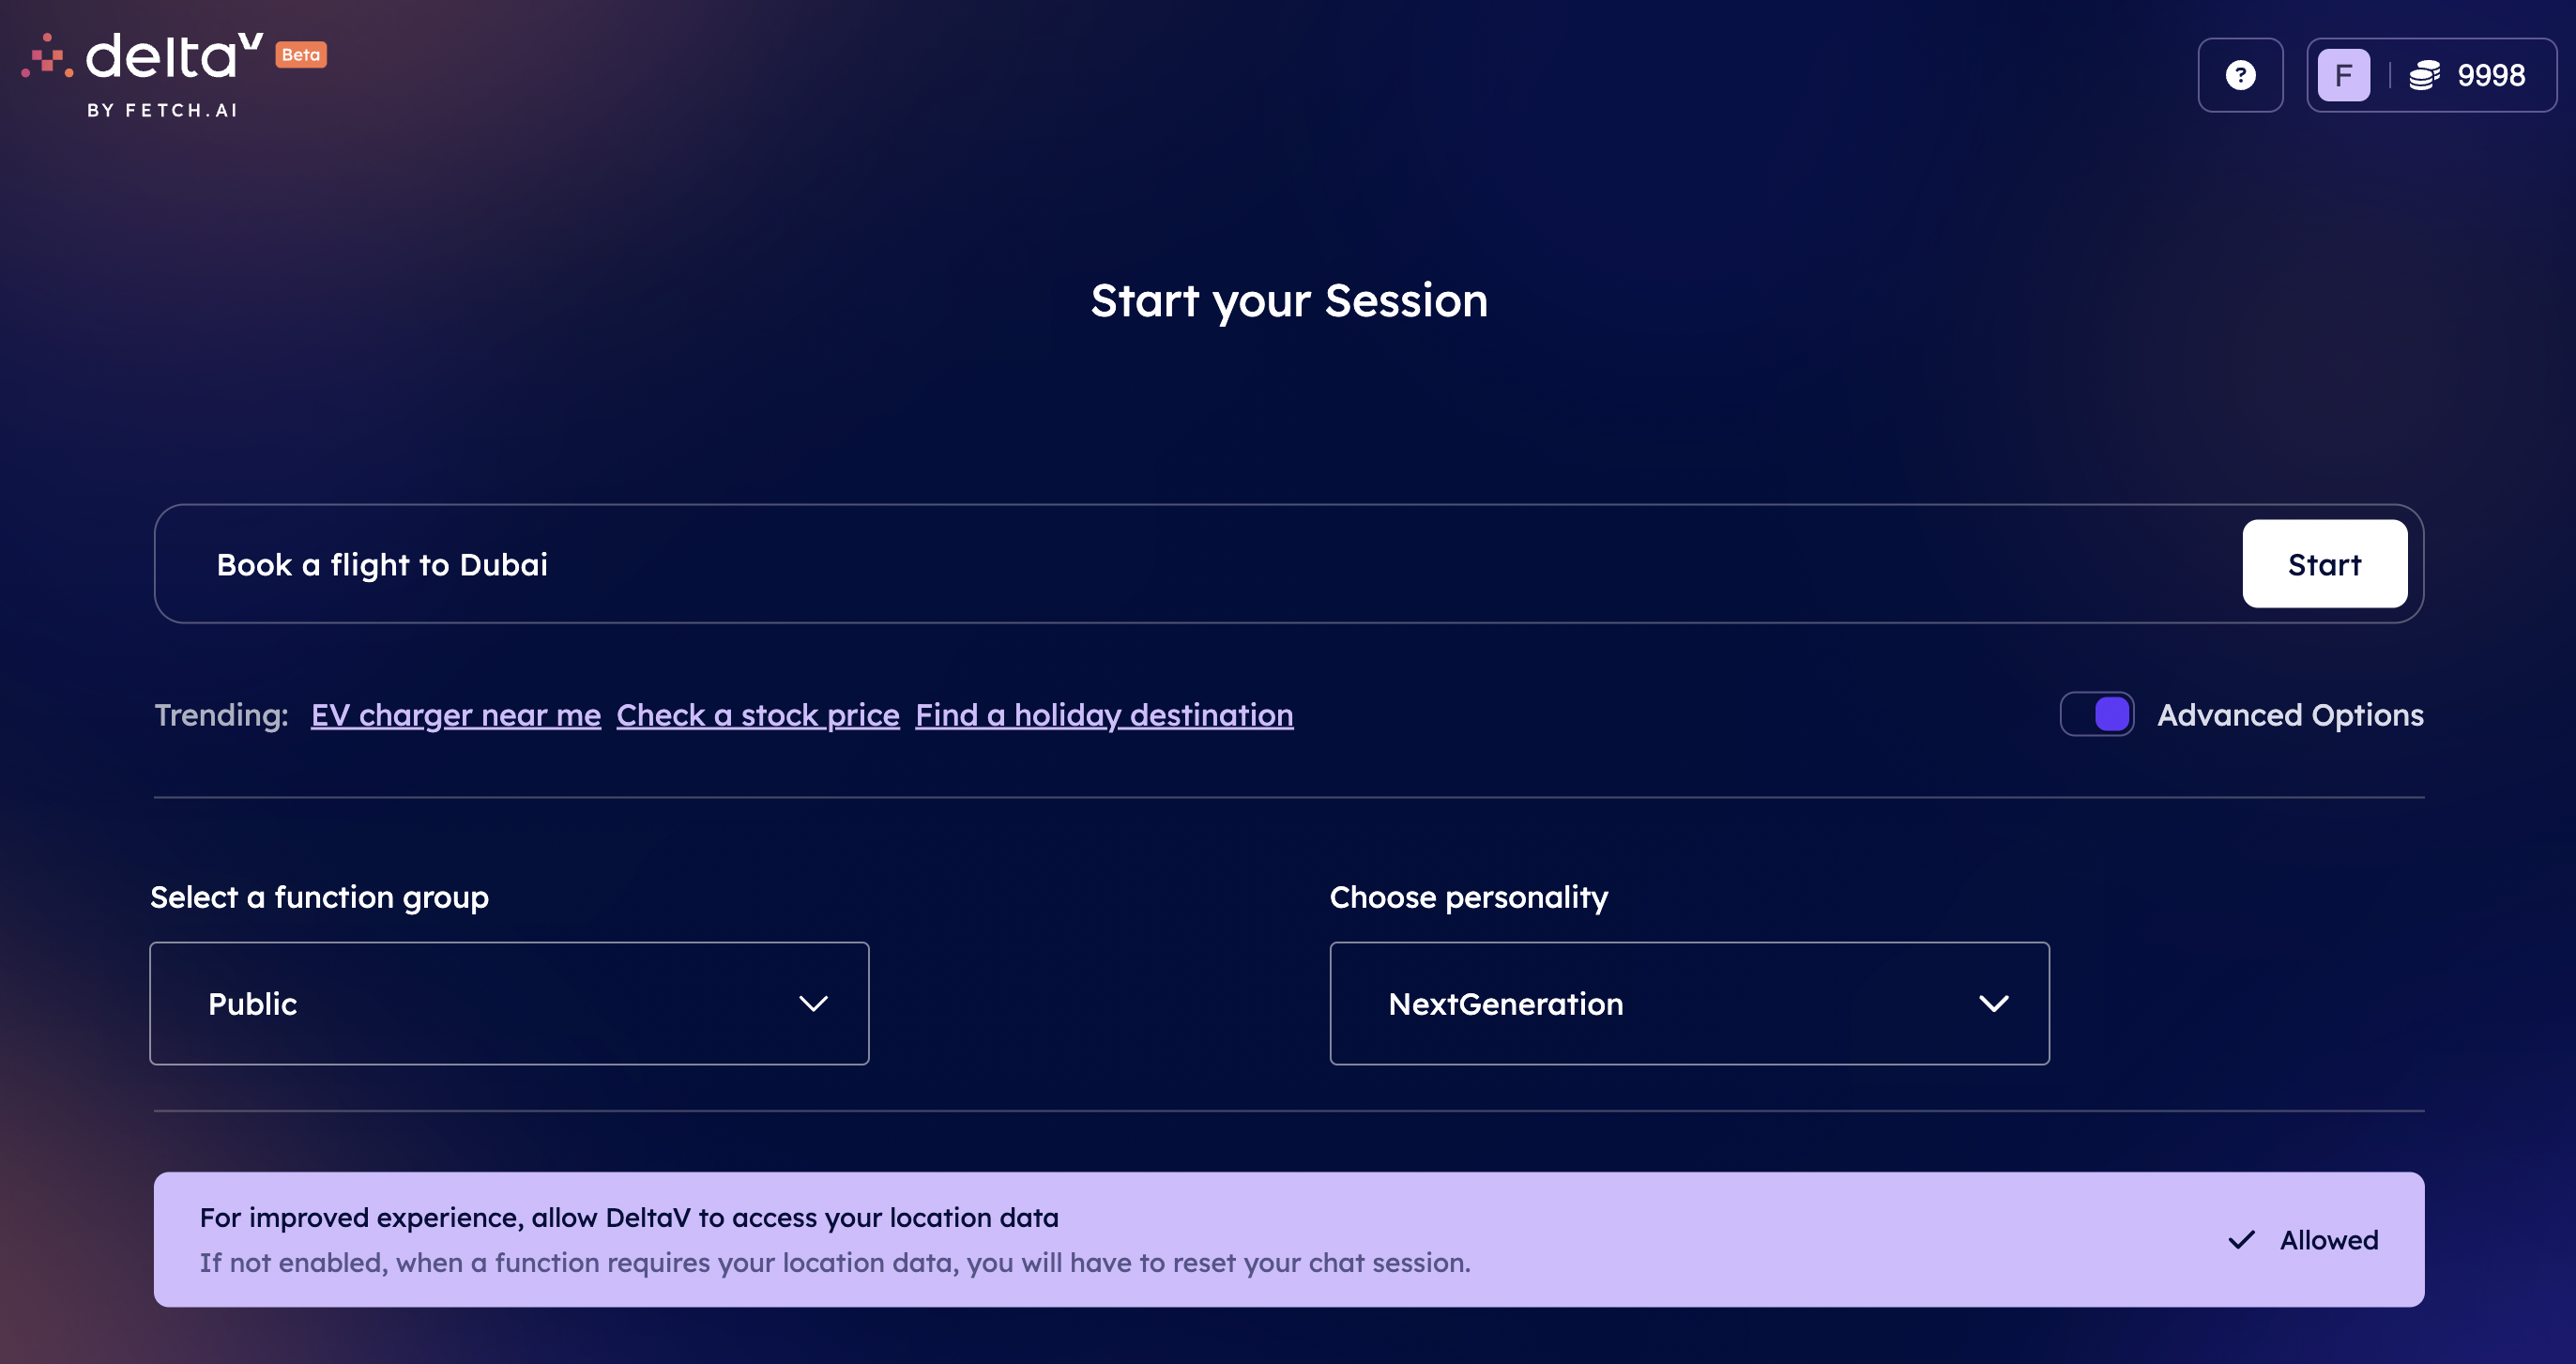 deltaV Beta
BY FETCH.AI
? F 9998
Start your Session
Book a flight to Dubai Start
Trending: EV charger near me Check a stock price Find a holiday destination Advanced Options
Select a function group Choose personality
Public NextGeneration
For improved experience, allow DeltaV to access your location data
If not enabled, when a function requires your location data, you will have to reset your chat session.
Allowed